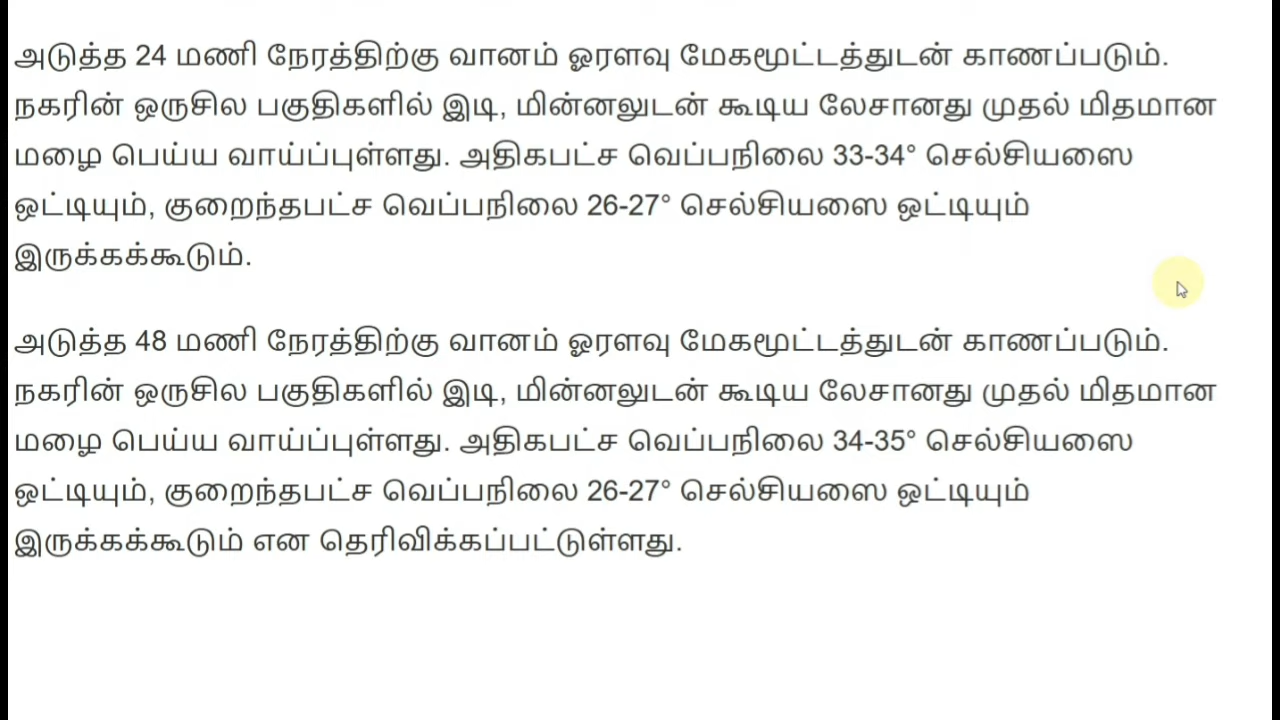 அடுத்த 24 மணி நேரத்திற்கு வானம் ஓரளவு மேகமூட்டத்துடன் காணப்படும்.
நகரின் ஒருசில பகுதிகளில் இடி, மின்னலுடன் கூடிய லேசானது முதல் மிதமான
மழை பெய்ய வாய்ப்புள்ளது. அதிகபட்ச வெப்பநிலை 33-34° செல்சியஸை
ஒட்டியும், குறைந்தபட்ச வெப்பநிலை 26-27° செல்சியஸை ஒட்டியும்
இருக்கக்கூடும்.
அடுத்த 48 மணி நேரத்திற்கு வானம் ஓரளவு மேகமூட்டத்துடன் காணப்படும்.
நகரின் ஒருசில பகுதிகளில் இடி, மின்னலுடன் கூடிய லேசானது முதல் மிதமான
மழை பெய்ய வாய்ப்புள்ளது. அதிகபட்ச வெப்பநிலை 34-35° செல்சியஸை
ஒட்டியும், குறைந்தபட்ச வெப்பநிலை 26-27° செல்சியஸை ஒட்டியும்
இருக்கக்கூடும் என தெரிவிக்கப்பட்டுள்ளது.